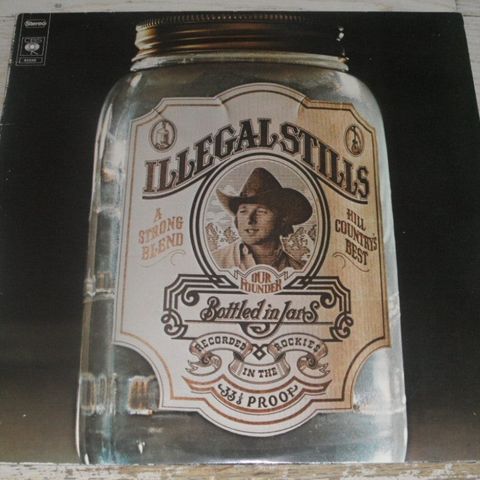 Stereo
CBS
ILLEGAL STILLS
A
STRONG
BLEND
HILL
COUNTRY'S
BEST
OUR
FOUNDER
Bottled in Jars
RECORDED ROCKIES
IN THE
33⅓ PROOF